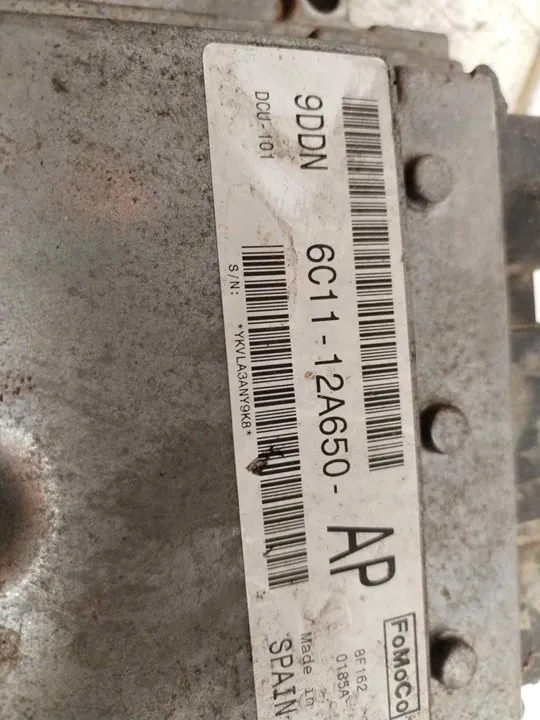 9DDN
DCU-101
6C11-12A650-AP
S/N: *YKVLA3ANY9K8*
FoMoCo
8F162
0185A
Made in
SPAIN